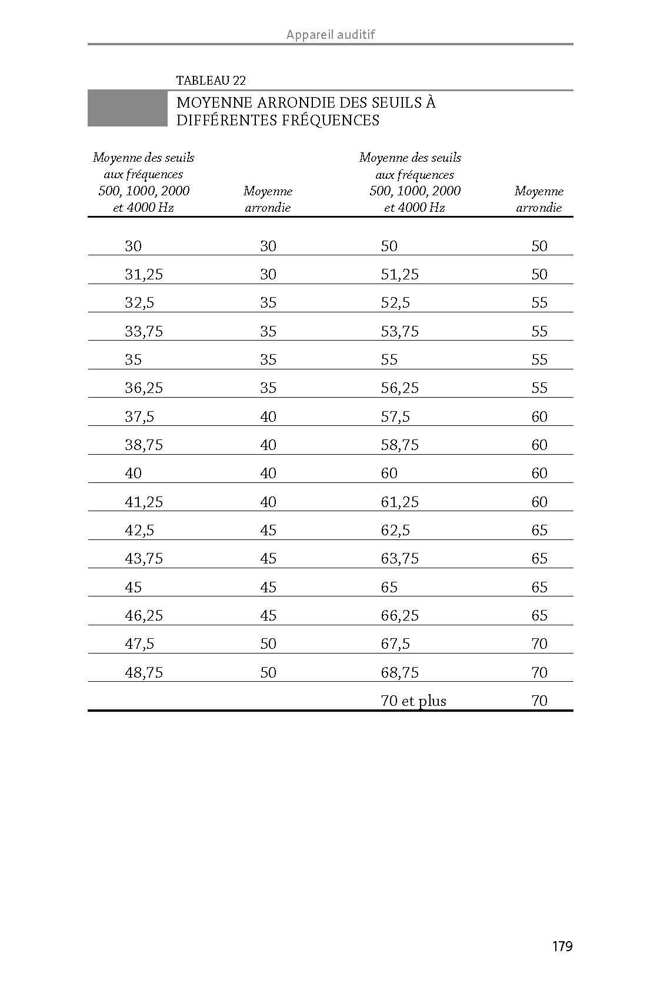 Appareil auditif
TABLEAU 22
MOYENNE ARRONDIE DES SEUILS À
DIFFÉRENTES FRÉQUENCES
Moyenne des seuils Moyenne des seuils
aux fréquences aux fréquences
500, 1000, 2000 Moyenne 500, 1000, 2000 Moyenne
et 4000 Hz arrondie et 4000 Hz arrondie
30 30 50 50
31,25 30 51,25 50
32,5 35 52,5 55
33,75 35 53,75 55
35 35 55 55
36,25 35 56,25 55
37,5 40 57,5 60
38,75 40 58,75 60
40 40 60 60
41,25 40 61,25 60
42,5 45 62,5 65
43,75 45 63,75 65
45 45 65 65
46,25 45 66,25 65
47,5 50 67,5 70
48,75 50 68,75 70
70 et plus 70
179